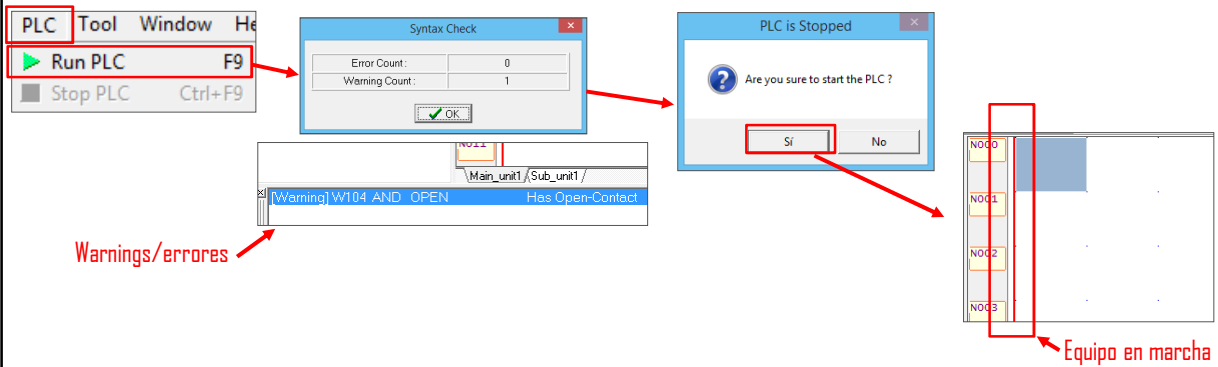 PLC Tool Window He
Run PLC F9
Stop PLC Ctrl+F9
Syntax Check
Error Count: 0
Warning Count: 1
OK
PLC is Stopped
Are you sure to start the PLC ?
Sí No
N011
Main_unit1 Sub_unit1
[Warning] W104 AND OPEN Has Open-Contact
Warnings/errores
N000
N001
N002
N003
Equipo en marcha